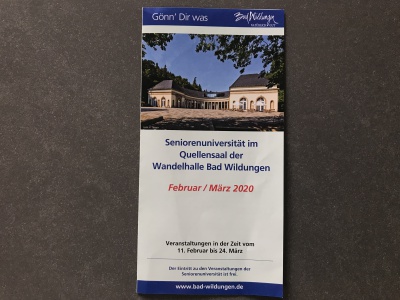 Gönn' Dir was
Bad Wildungen
Seniorenuniversität im
Quellensaal der
Wandelhalle Bad Wildungen
Februar / März 2020
Veranstaltungen in der Zeit vom
11. Februar bis 24. März
Der Eintritt zu den Veranstaltungen der
Seniorenuniversität ist frei.
www.bad-wildungen.de